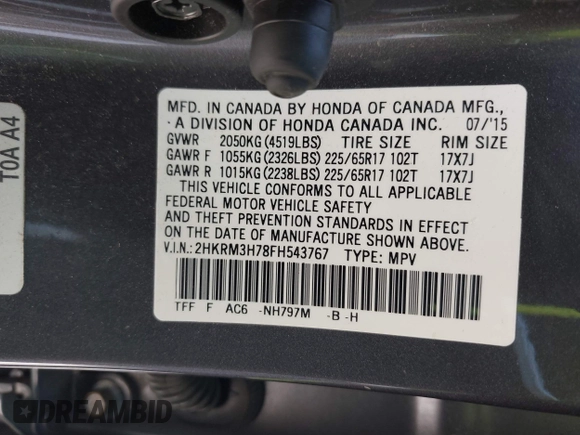 MFD. IN CANADA BY HONDA OF CANADA MFG.,
·A DIVISION OF HONDA CANADA INC. 07/'15
GVWR 2050KG(4519LBS) TIRE SIZE RIM SIZE
GAWR F 1055KG(2326LBS) 225/65R17 102T 17X7J
GAWR R 1015KG(2238LBS) 225/65R17 102T 17X7J
THIS VEHICLE CONFORMS TO ALL APPLICABLE
FEDERAL MOTOR VEHICLE SAFETY
AND THEFT PREVENTION STANDARDS IN EFFECT
ON THE DATE OF MANUFACTURE SHOWN ABOVE.
V.I.N.:2HKRM3H78FH543767 TYPE: MPV
TFF F AC6 -NH797M -B -H
T0A A4
DREAMBID